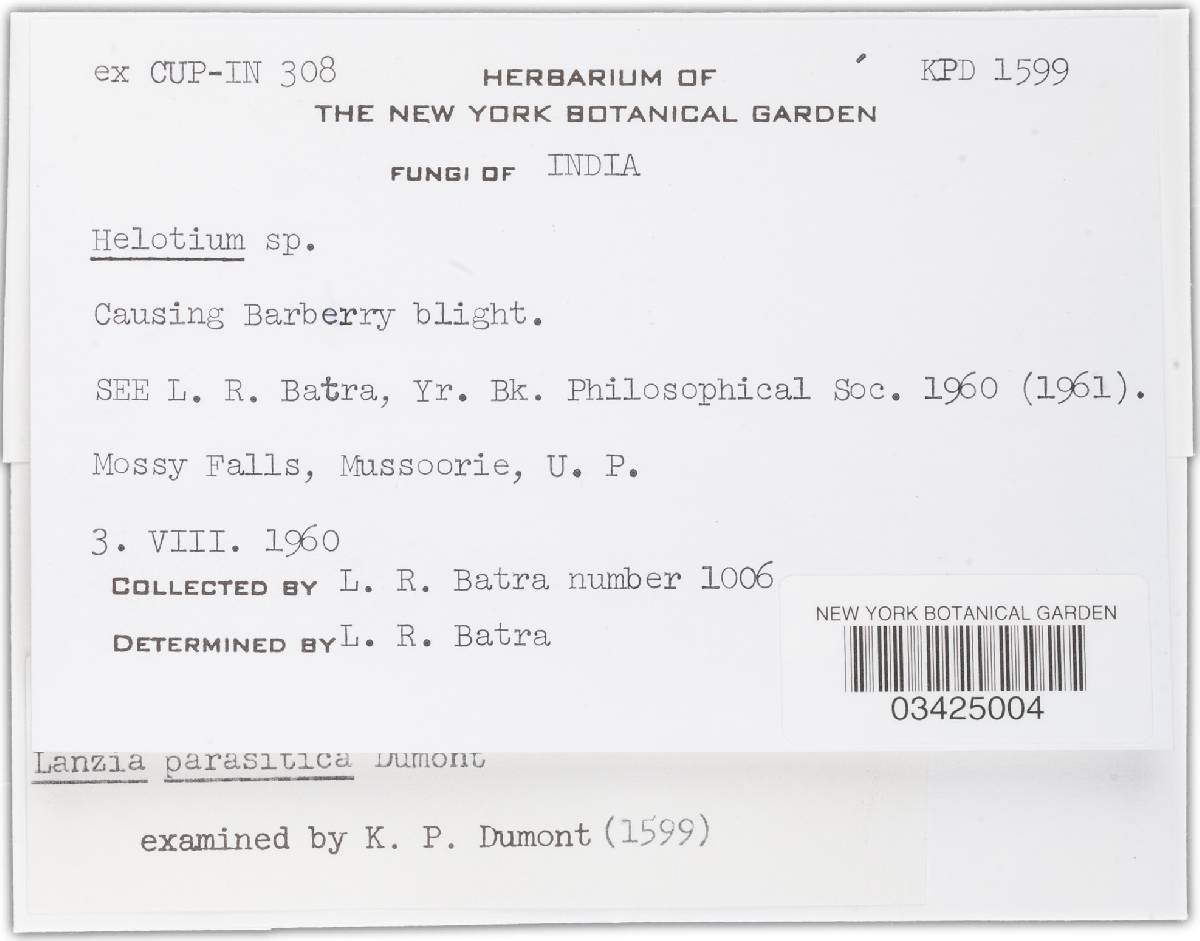 ex CUP-IN 308
KPD 1599
HERBARIUM OF
THE NEW YORK BOTANICAL GARDEN
FUNGI OF INDIA
Helotium sp.
Causing Barberry blight.
SEE L. R. Batra, Yr. Bk. Philosophical Soc. 1960 (1961).
Mossy Falls, Mussoorie, U. P.
3. VIII. 1960
COLLECTED BY L. R. Batra number 1006
DETERMINED BY L. R. Batra
NEW YORK BOTANICAL GARDEN
03425004
Lanzia parasitica Dumont
examined by K. P. Dumont (1599)